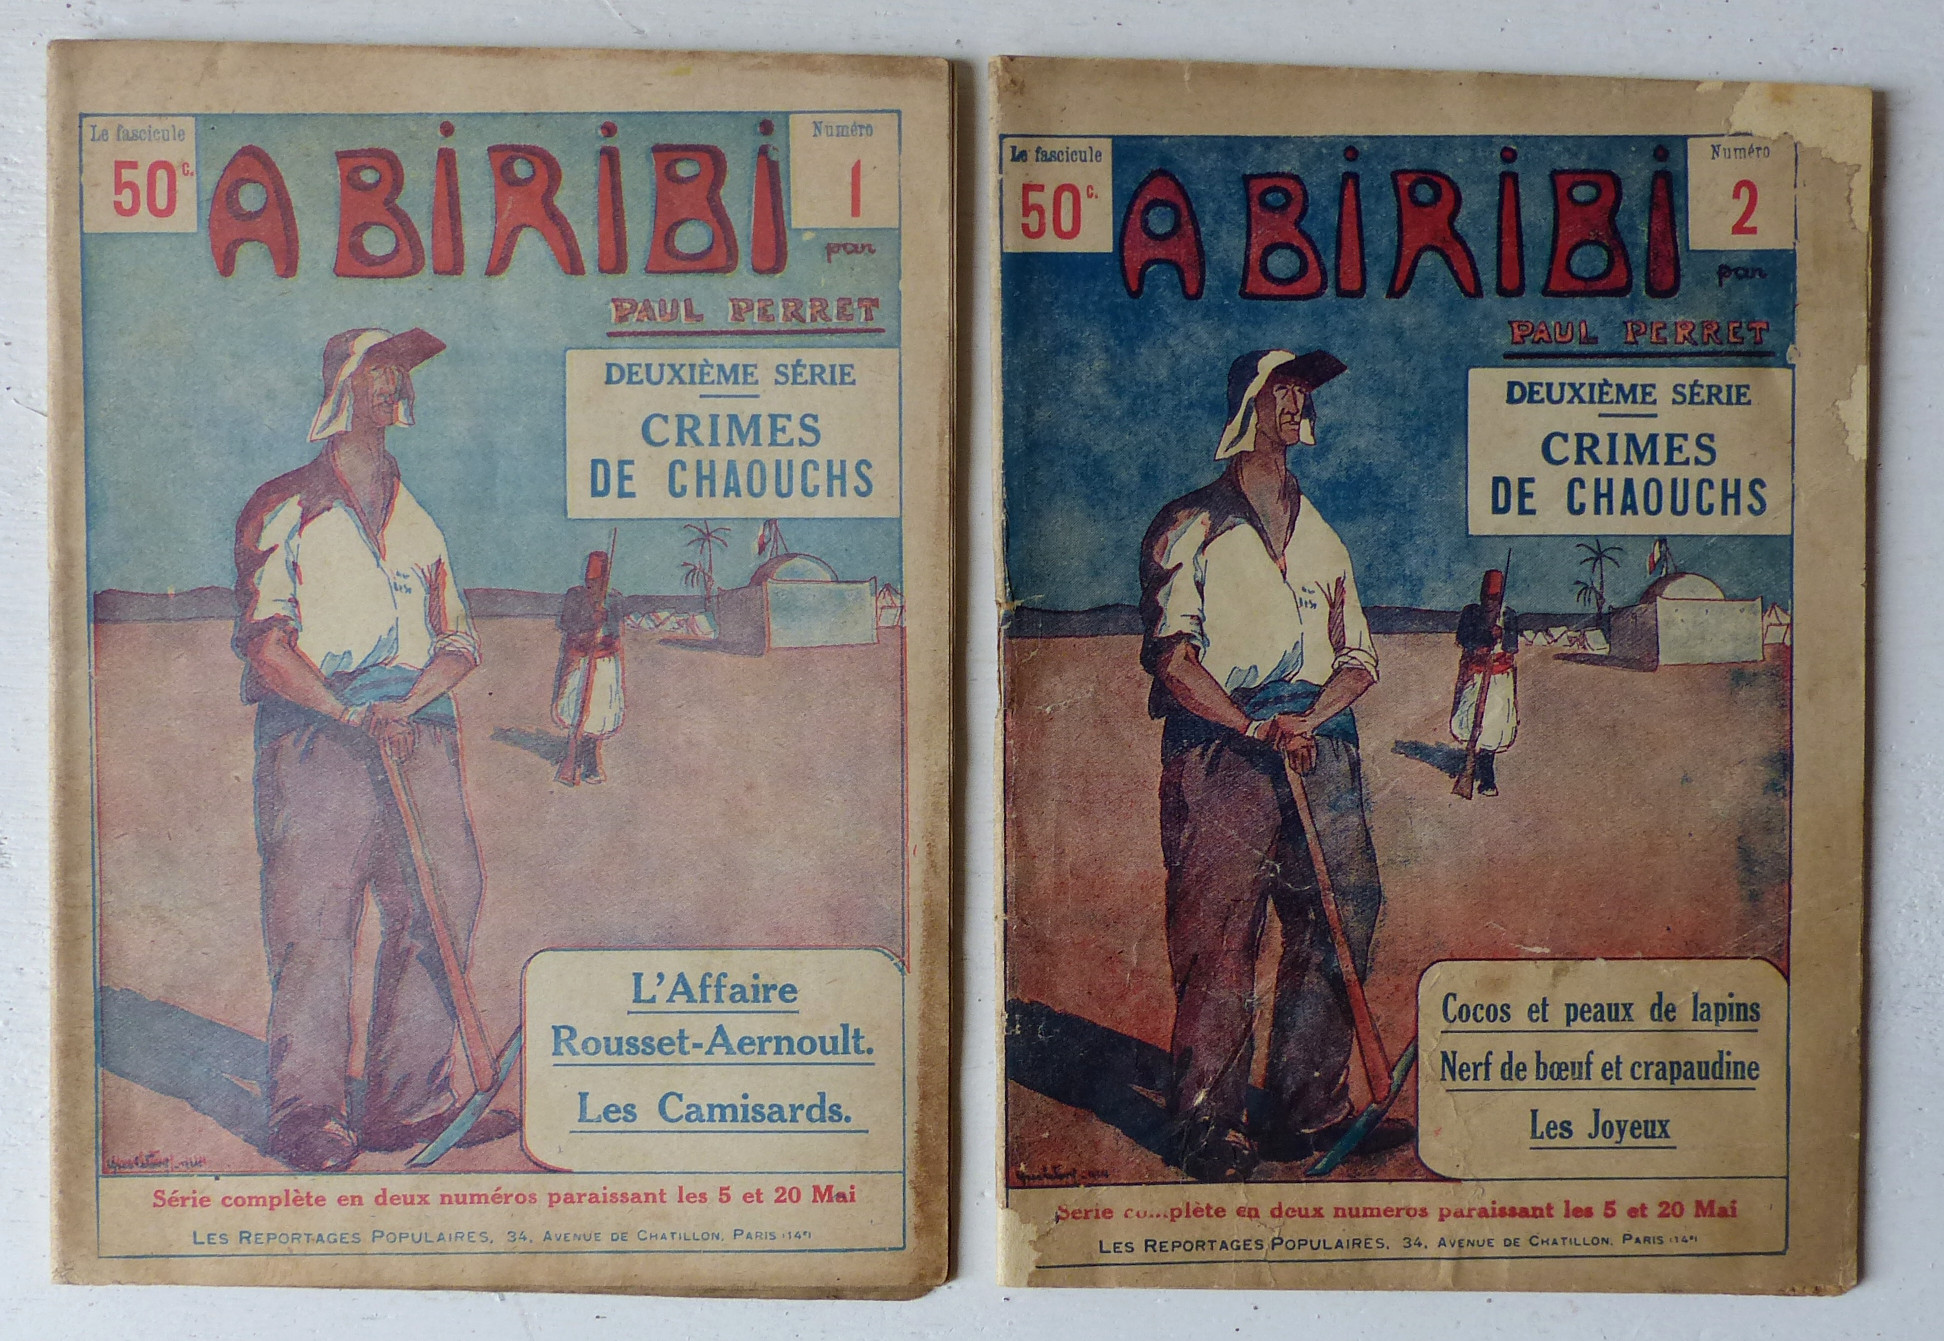 Le fascicule
50c.
A BIRIBI
Numéro
1
par
PAUL PERRET
DEUXIÈME SÉRIE
CRIMES
DE CHAOUCHS
L'Affaire
Rousset-Aernoult.
Les Camisards.
Série complète en deux numéros paraissant les 5 et 20 Mai
LES REPORTAGES POPULAIRES, 34, AVENUE DE CHATILLON, PARIS (14e)
Le fascicule
50c.
A BIRIBI
Numéro
2
par
PAUL PERRET
DEUXIÈME SÉRIE
CRIMES
DE CHAOUCHS
Cocos et peaux de lapins
Nerf de bœuf et crapaudine
Les Joyeux
Série complète en deux numeros paraissant les 5 et 20 Mai
LES REPORTAGES POPULAIRES, 34, AVENUE DE CHATILLON, PARIS (14e)